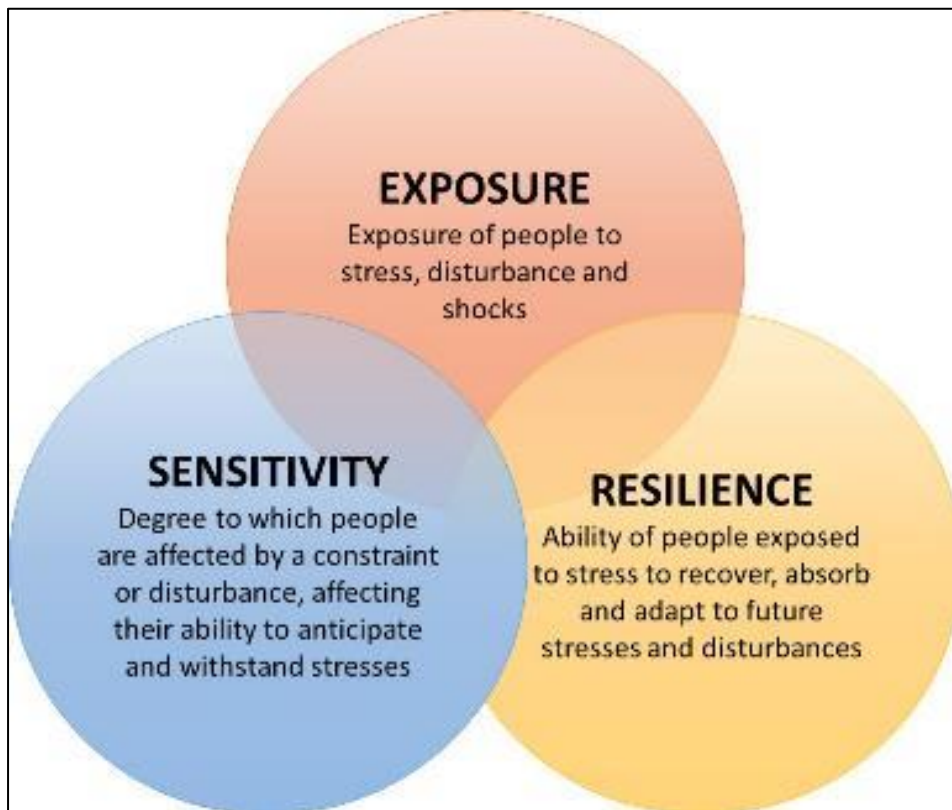 EXPOSURE
Exposure of people to
stress, disturbance and
shocks
SENSITIVITY
Degree to which people
are affected by a constraint
or disturbance, affecting
their ability to anticipate
and withstand stresses
RESILIENCE
Ability of people exposed
to stress to recover, absorb
and adapt to future
stresses and disturbances